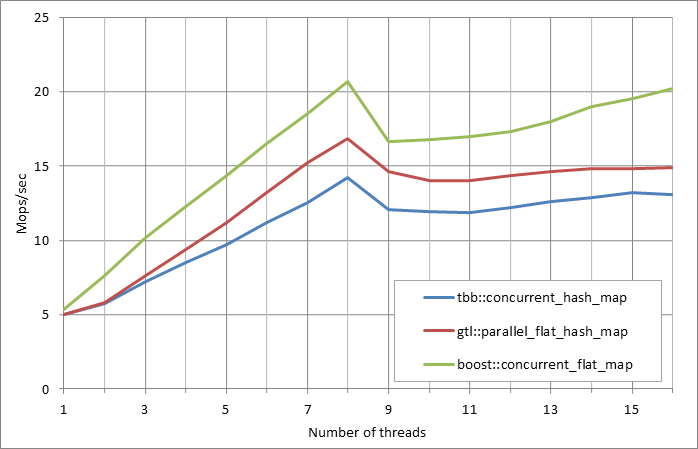 25
20
15
10
5
0
Mops/sec
tbb::concurrent_hash_map
gtl::parallel_flat_hash_map
boost::concurrent_flat_map
1 3 5 7 9 11 13 15
Number of threads